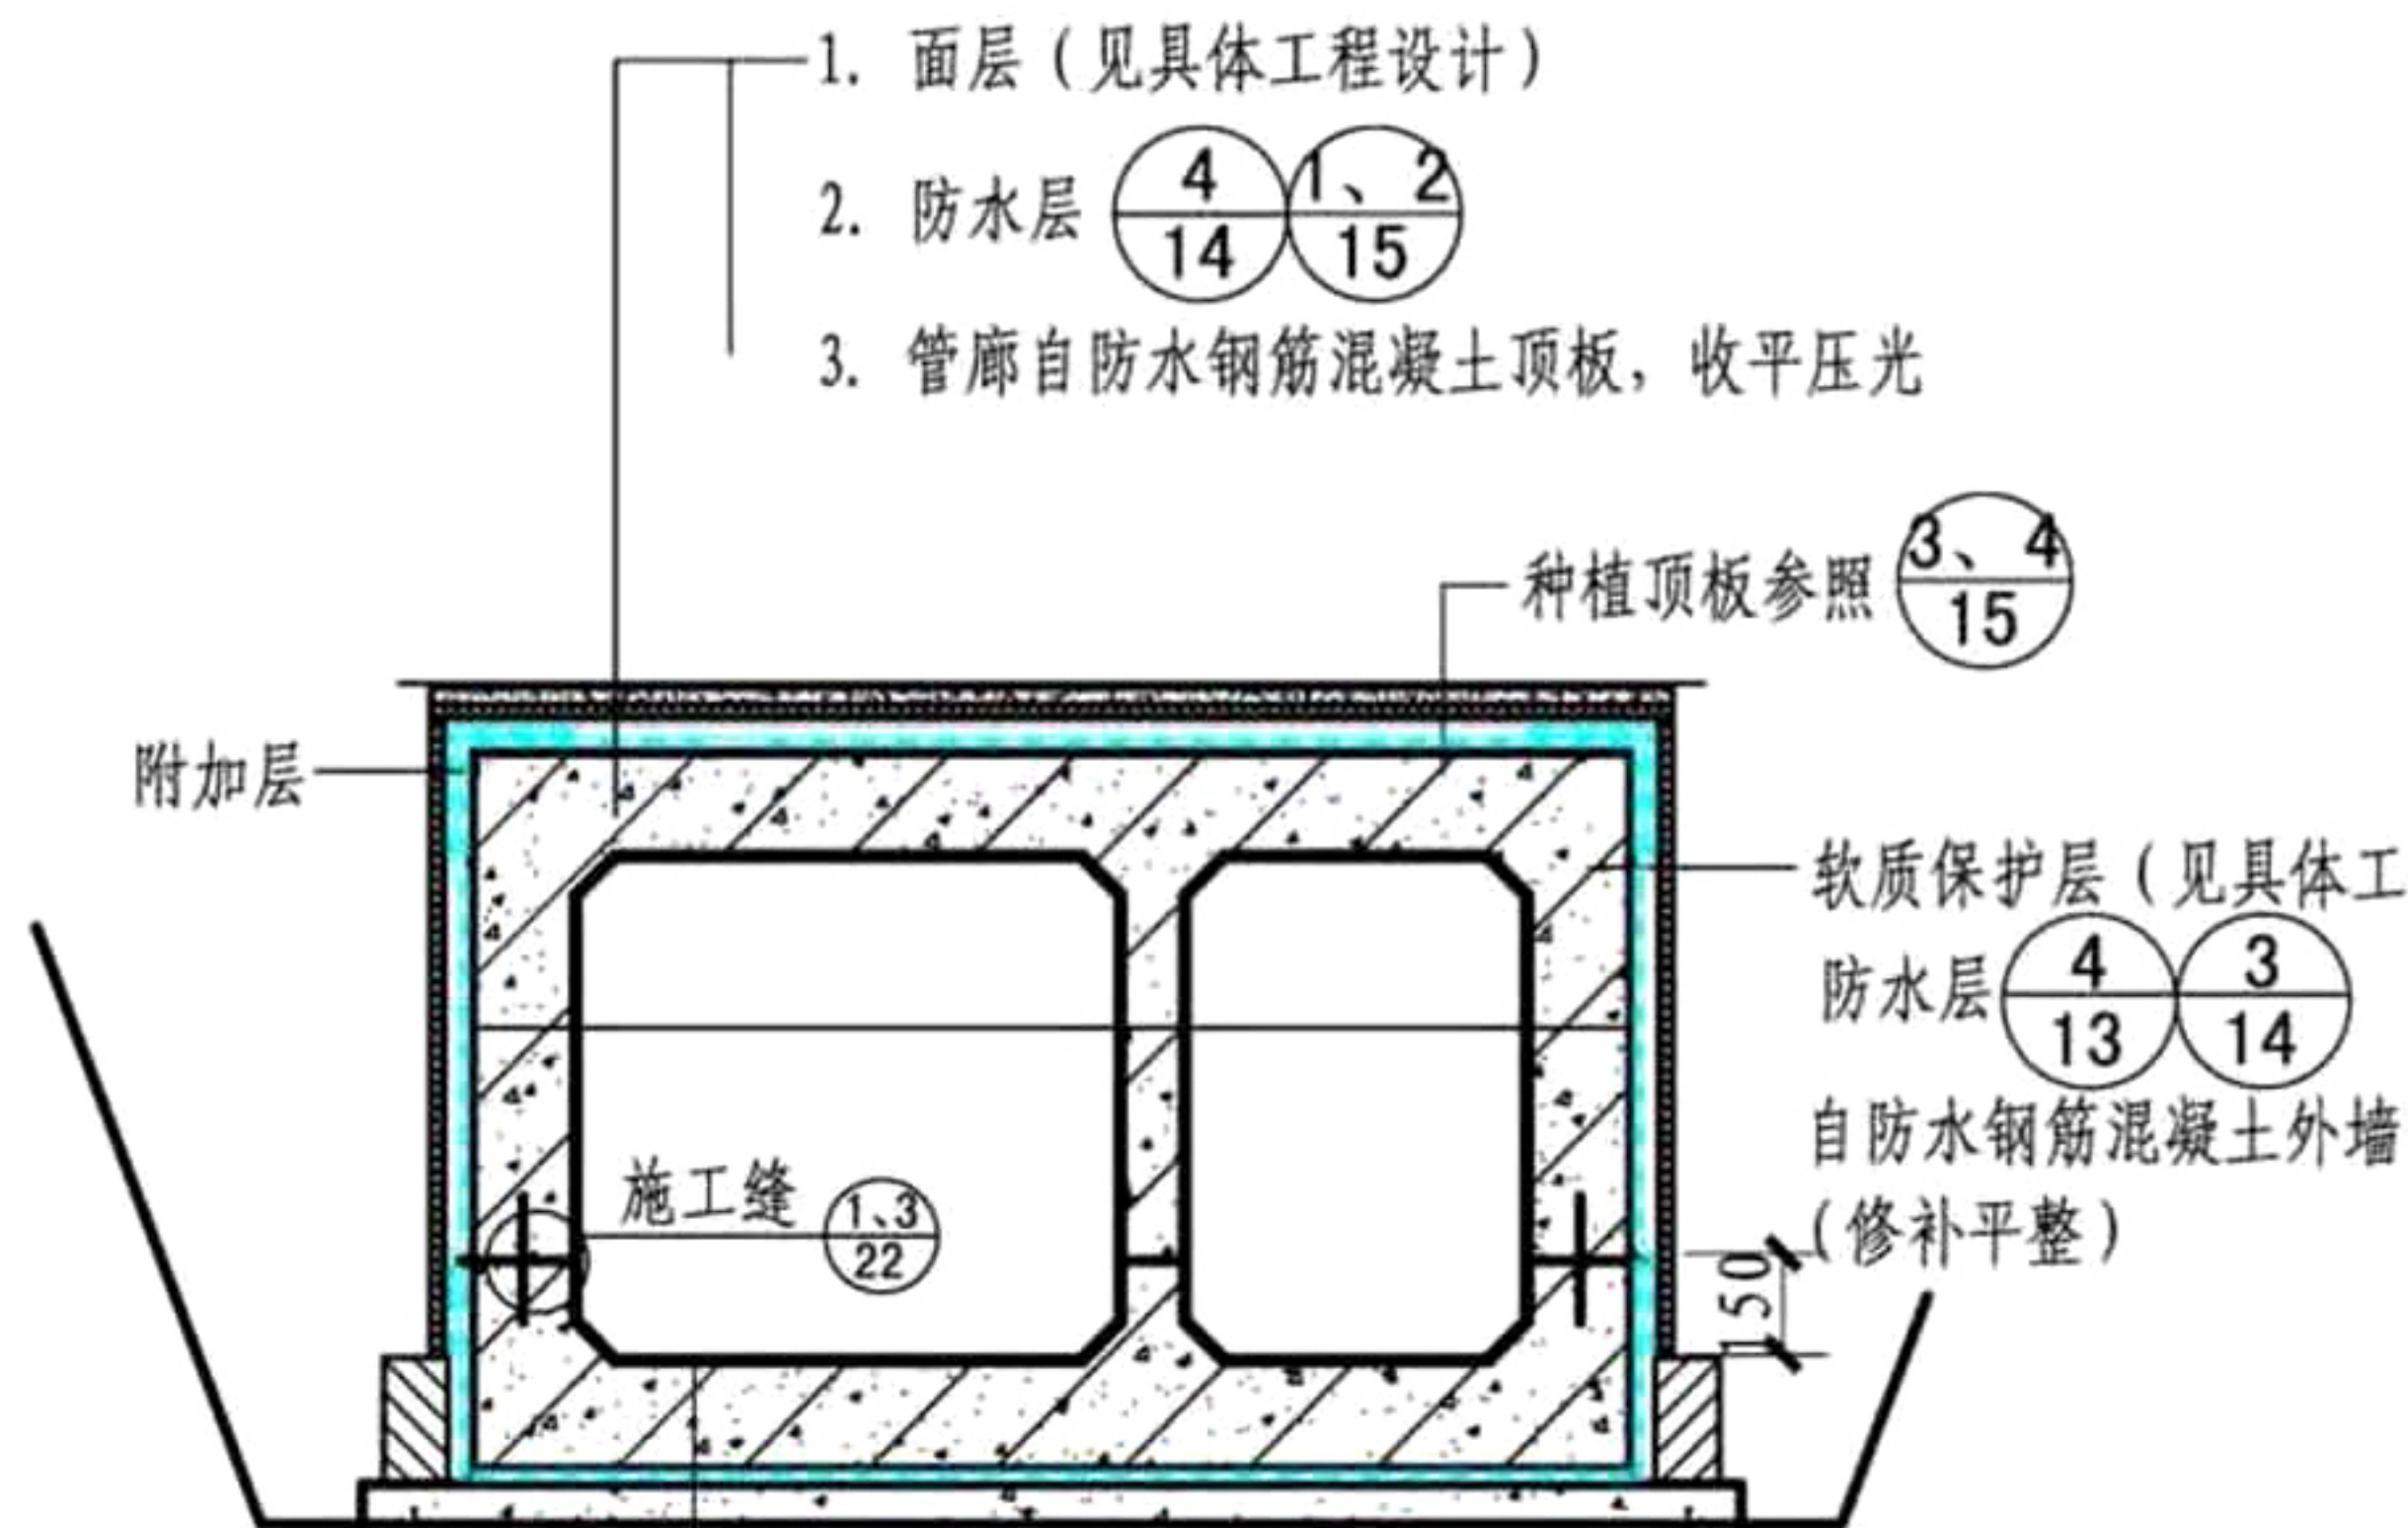 1. 面层（见具体工程设计）
2. 防水层 4/14 1、2/15
3. 管廊自防水钢筋混凝土顶板，收平压光
种植顶板参照 3、4/15
附加层
软质保护层（见具体工
防水层 4/13 3/14
自防水钢筋混凝土外墙
（修补平整）
施工缝 1、3/22
150